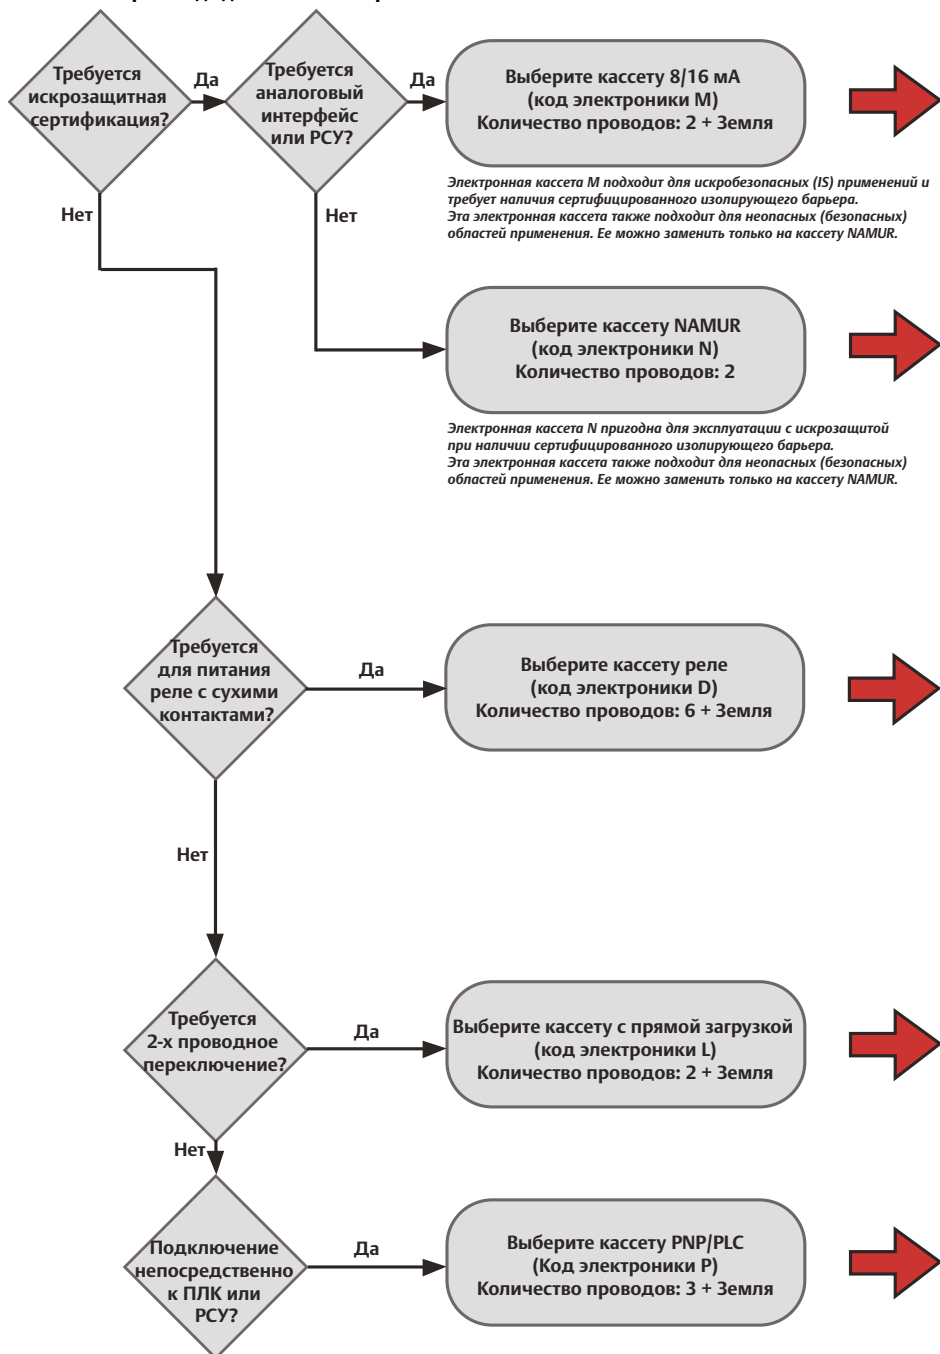 Требуется
искрозащитная
сертификация?
Да
Требуется
аналоговый
интерфейс
или РСУ?
Да
Выберите кассету 8/16 мА
(код электроники M)
Количество проводов: 2 + Земля
Электронная кассета M подходит для искробезопасных (IS) применений и
требует наличия сертифицированного изолирующего барьера.
Эта электронная кассета также подходит для неопасных (безопасных)
областей применения. Ее можно заменить только на кассету NAMUR.
Нет
Нет
Выберите кассету NAMUR
(код электроники N)
Количество проводов: 2
Электронная кассета N пригодна для эксплуатации с искрозащитой
при наличии сертифицированного изолирующего барьера.
Эта электронная кассета также подходит для неопасных (безопасных)
областей применения. Ее можно заменить только на кассету NAMUR.
Требуется
для питания
реле с сухими
контактами?
Да
Выберите кассету реле
(код электроники D)
Количество проводов: 6 + Земля
Нет
Требуется
2-х проводное
переключение?
Да
Выберите кассету с прямой загрузкой
(код электроники L)
Количество проводов: 2 + Земля
Нет
Подключение
непосредственно
к ПЛК или
РСУ?
Да
Выберите кассету PNP/PLC
(Код электроники P)
Количество проводов: 3 + Земля